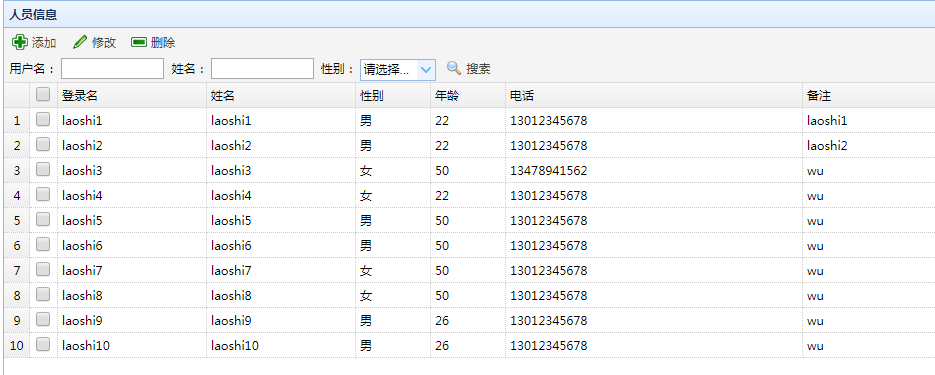 人员信息
添加 修改 删除
用户名： 姓名： 性别： 请选择... 搜索
登录名 姓名 性别 年龄 电话 备注
1 laoshi1 laoshi1 男 22 13012345678 laoshi1
2 laoshi2 laoshi2 男 22 13012345678 laoshi2
3 laoshi3 laoshi3 女 50 13478941562 wu
4 laoshi4 laoshi4 女 22 13012345678 wu
5 laoshi5 laoshi5 男 50 13012345678 wu
6 laoshi6 laoshi6 男 50 13012345678 wu
7 laoshi7 laoshi7 女 50 13012345678 wu
8 laoshi8 laoshi8 女 50 13012345678 wu
9 laoshi9 laoshi9 男 26 13012345678 wu
10 laoshi10 laoshi10 男 26 13012345678 wu